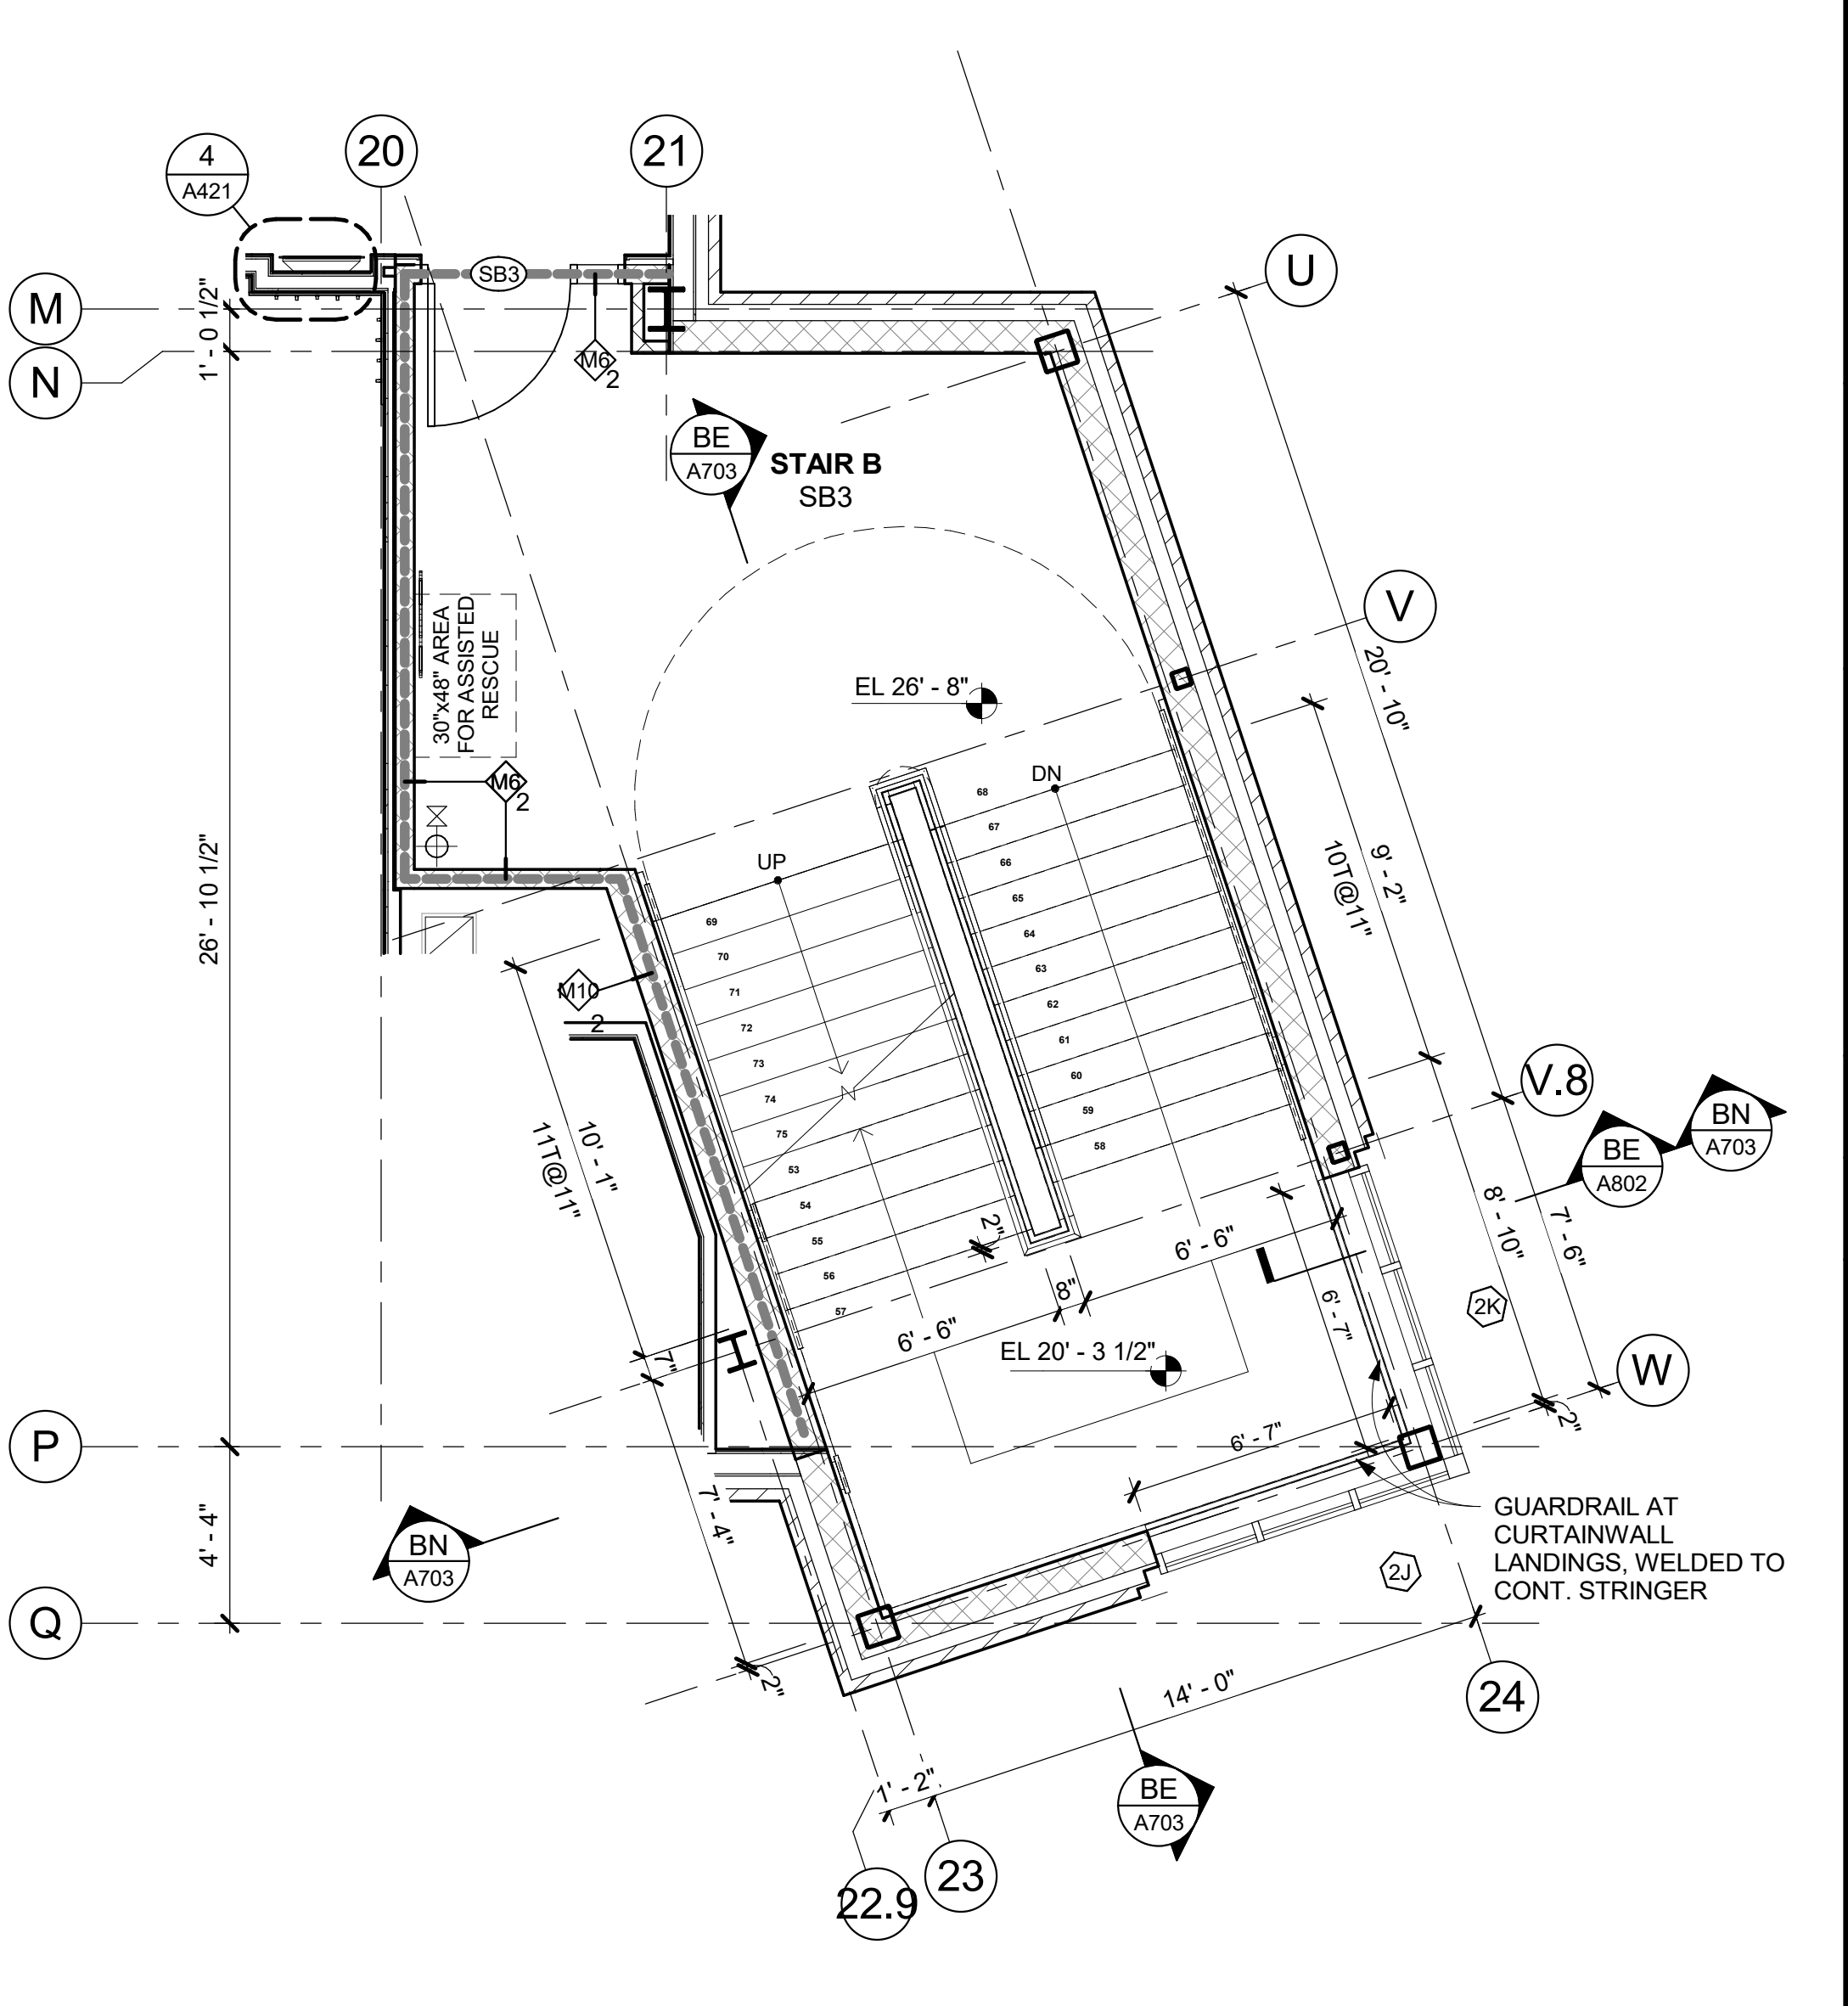 4
A421
20
21
U
SB3
M
N
1' - 0 1/2"
M6
2
BE
A703
STAIR B
SB3
V
30"x48" AREA
FOR ASSISTED
RESCUE
20' - 10"
EL 26' - 8"
DN
68
67
66
65
64
63
62
61
60
59
58
M6
2
UP
69
70
71
72
73
74
75
53
54
55
56
57
9' - 2"
10T@11"
26' - 10 1/2"
M10
2
V.8
BN
A703
BE
A802
10' - 1"
11T@11"
8' - 10"
7' - 6"
2"
6' - 6"
8"
6' - 6"
6' - 7"
2K
EL 20' - 3 1/2"
7"
W
2"
P
6' - 7"
7' - 4"
GUARDRAIL AT
CURTAINWALL
LANDINGS, WELDED TO
CONT. STRINGER
4' - 4"
BN
A703
2J
Q
2"
14' - 0"
24
1' - 2"
BE
A703
23
22.9